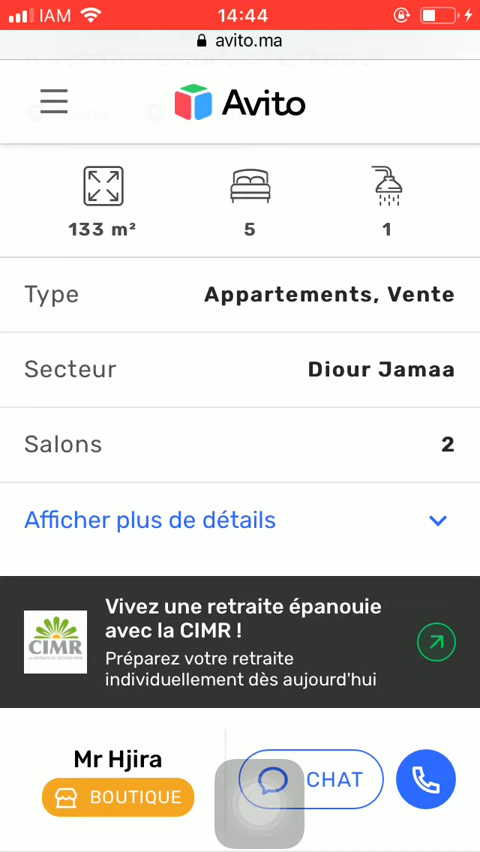 IAM 14:44
avito.ma
Avito
133 m² 5 1
Type Appartements, Vente
Secteur Diour Jamaa
Salons 2
Afficher plus de détails
CIMR
Vivez une retraite épanouie
avec la CIMR !
Préparez votre retraite
individuellement dès aujourd'hui
Mr Hjira
BOUTIQUE
CHAT